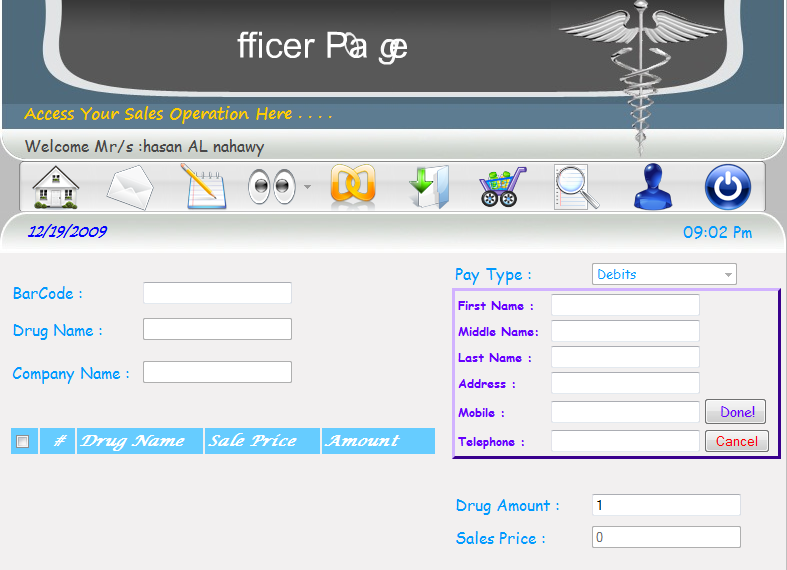 fficer Page
Access Your Sales Operation Here . . . .
Welcome Mr/s :hasan AL nahawy
12/19/2009
09:02 Pm
Pay Type :
Debits
BarCode :
Drug Name :
Company Name :
First Name :
Middle Name:
Last Name :
Address :
Mobile :
Done!
Telephone :
Cancel
# Drug Name Sale Price Amount
Drug Amount :
1
Sales Price :
0